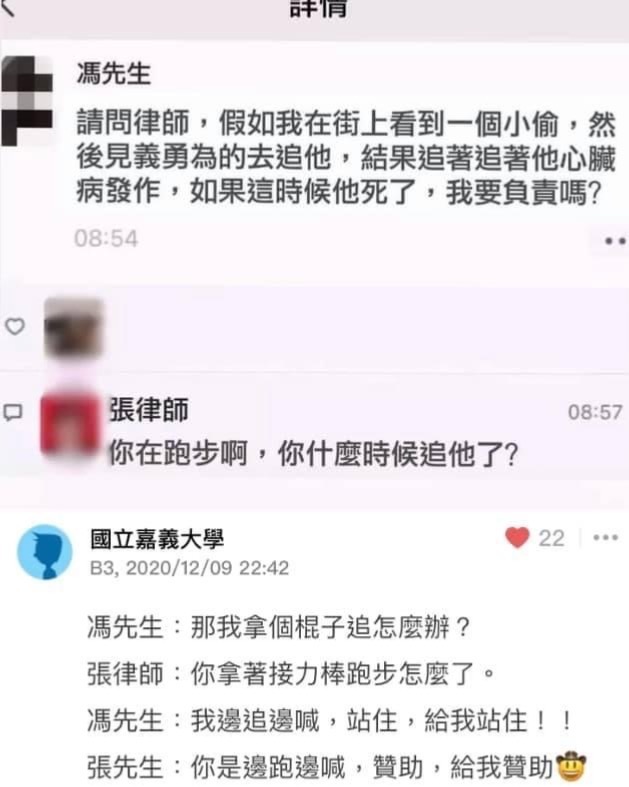 詳情
馮先生
請問律師，假如我在街上看到一個小偷，然
後見義勇為的去追他，結果追著追著他心臟
病發作，如果這時候他死了，我要負責嗎?
08:54
張律師
08:57
你在跑步啊，你什麼時候追他了?
國立嘉義大學
22
B3, 2020/12/09 22:42
馮先生：那我拿個棍子追怎麼辦？
張律師：你拿著接力棒跑步怎麼了。
馮先生：我邊追邊喊，站住，給我站住！！
張先生：你是邊跑邊喊，贊助，給我贊助🤠